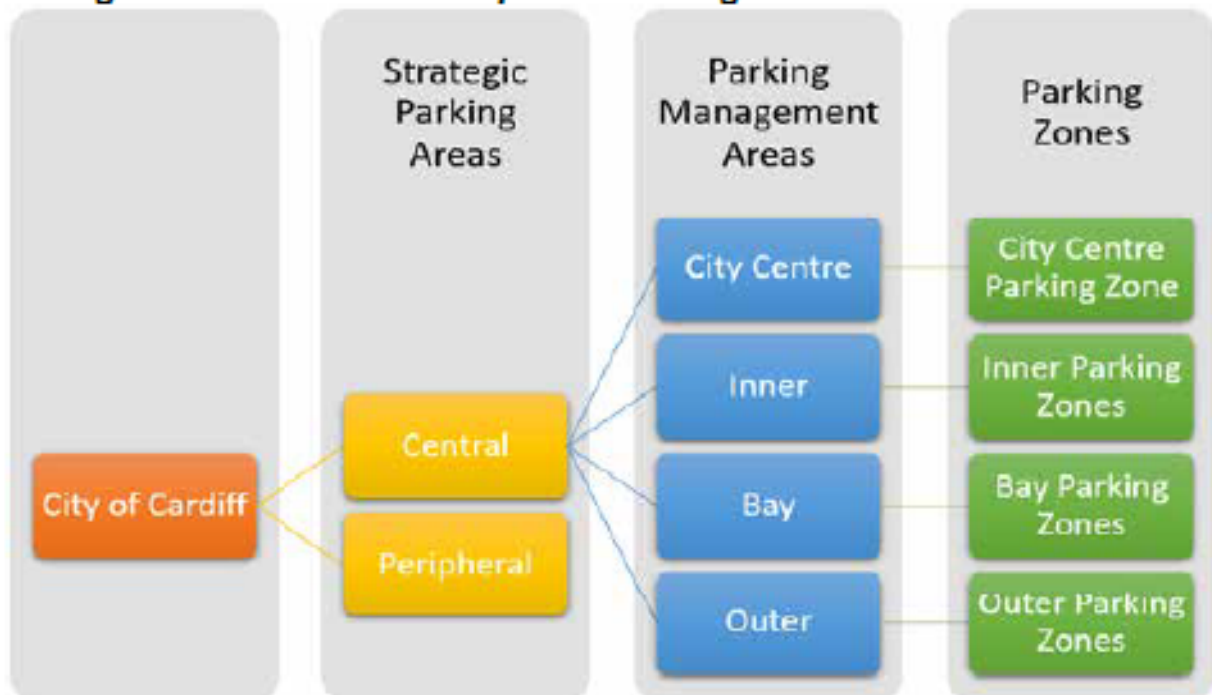 Strategic
Parking
Areas
Parking
Management
Areas
Parking
Zones
City of Cardiff
Central
Peripheral
City Centre
Inner
Bay
Outer
City Centre
Parking Zone
Inner Parking
Zones
Bay Parking
Zones
Outer Parking
Zones